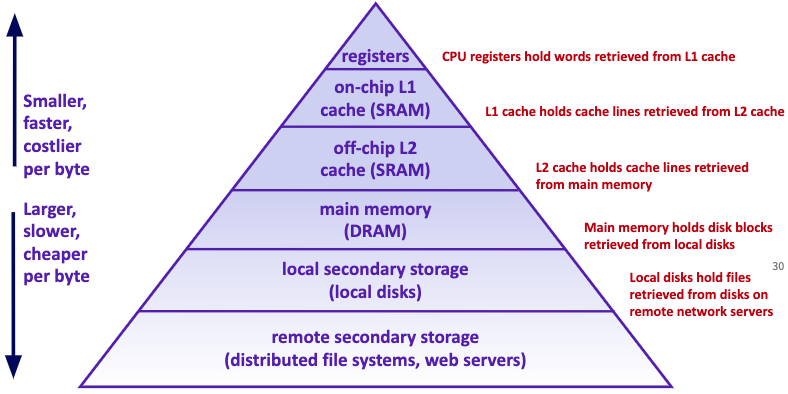 registers
CPU registers hold words retrieved from L1 cache
on-chip L1
cache (SRAM)
L1 cache holds cache lines retrieved from L2 cache
Smaller,
faster,
costlier
per byte
off-chip L2
cache (SRAM)
L2 cache holds cache lines retrieved
from main memory
Larger,
slower,
cheaper
per byte
main memory
(DRAM)
Main memory holds disk blocks
retrieved from local disks
local secondary storage
(local disks)
30
Local disks hold files
retrieved from disks on
remote network servers
remote secondary storage
(distributed file systems, web servers)